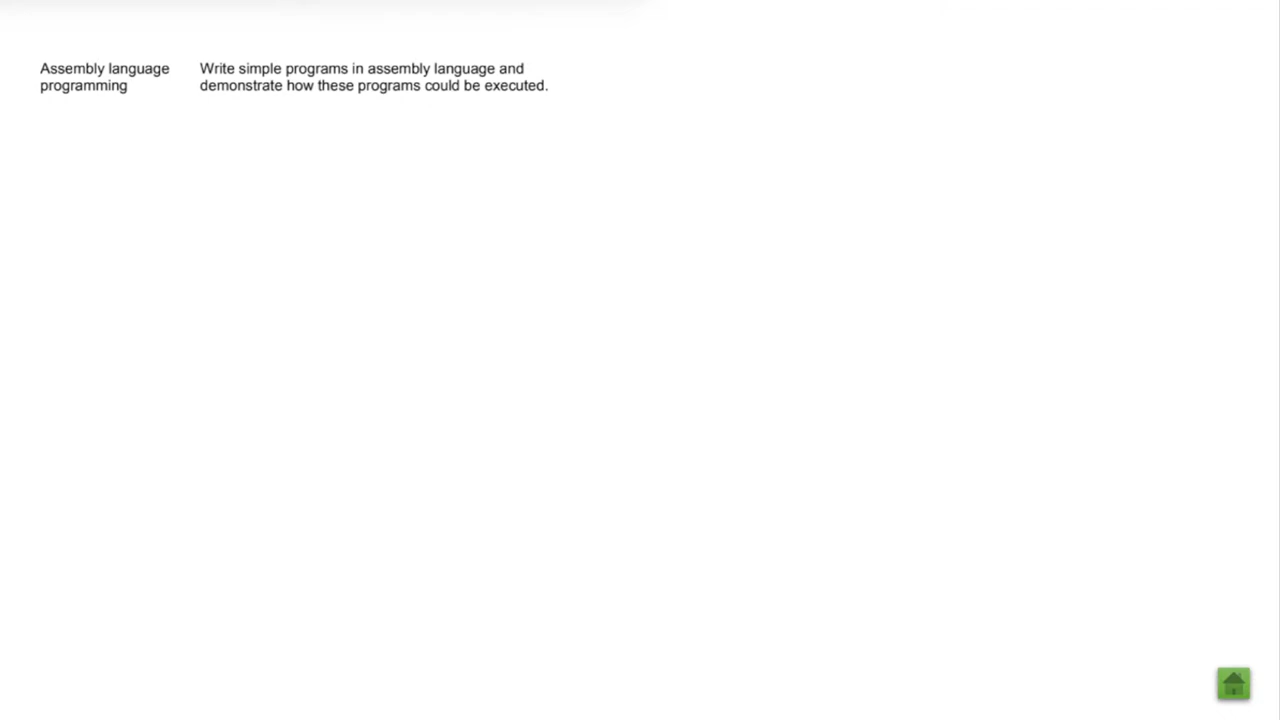 Assembly language
programming
Write simple programs in assembly language and
demonstrate how these programs could be executed.